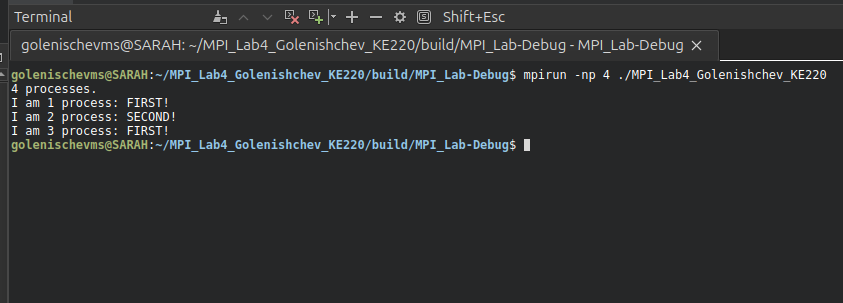 Terminal
Shift+Esc
golenischevms@SARAH: ~/MPI_Lab4_Golenishchev_KE220/build/MPI_Lab-Debug - MPI_Lab-Debug
golenischevms@SARAH:~/MPI_Lab4_Golenishchev_KE220/build/MPI_Lab-Debug$ mpirun -np 4 ./MPI_Lab4_Golenishchev_KE220
4 processes.
I am 1 process: FIRST!
I am 2 process: SECOND!
I am 3 process: FIRST!
golenischevms@SARAH:~/MPI_Lab4_Golenishchev_KE220/build/MPI_Lab-Debug$